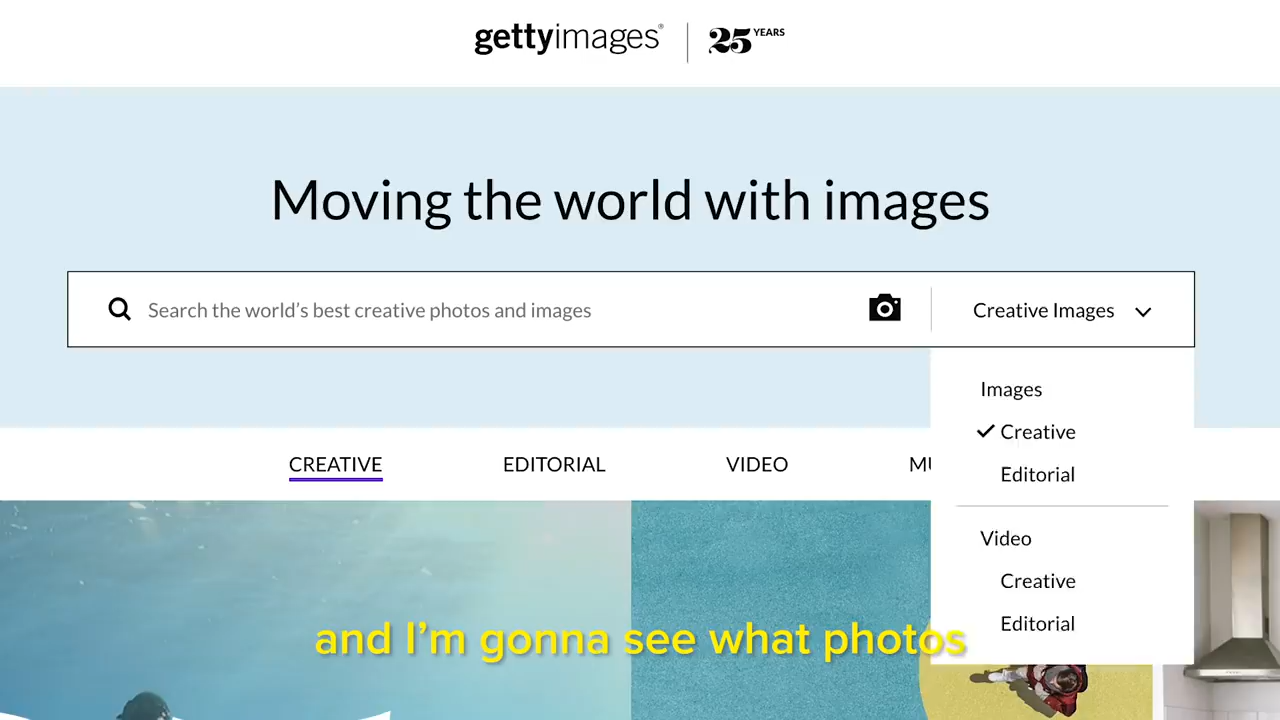 gettyimages®
25 YEARS
Moving the world with images
Search the world's best creative photos and images
Creative Images
Images
Creative
Editorial
Video
Creative
Editorial
CREATIVE
EDITORIAL
VIDEO
and I'm gonna see what photos